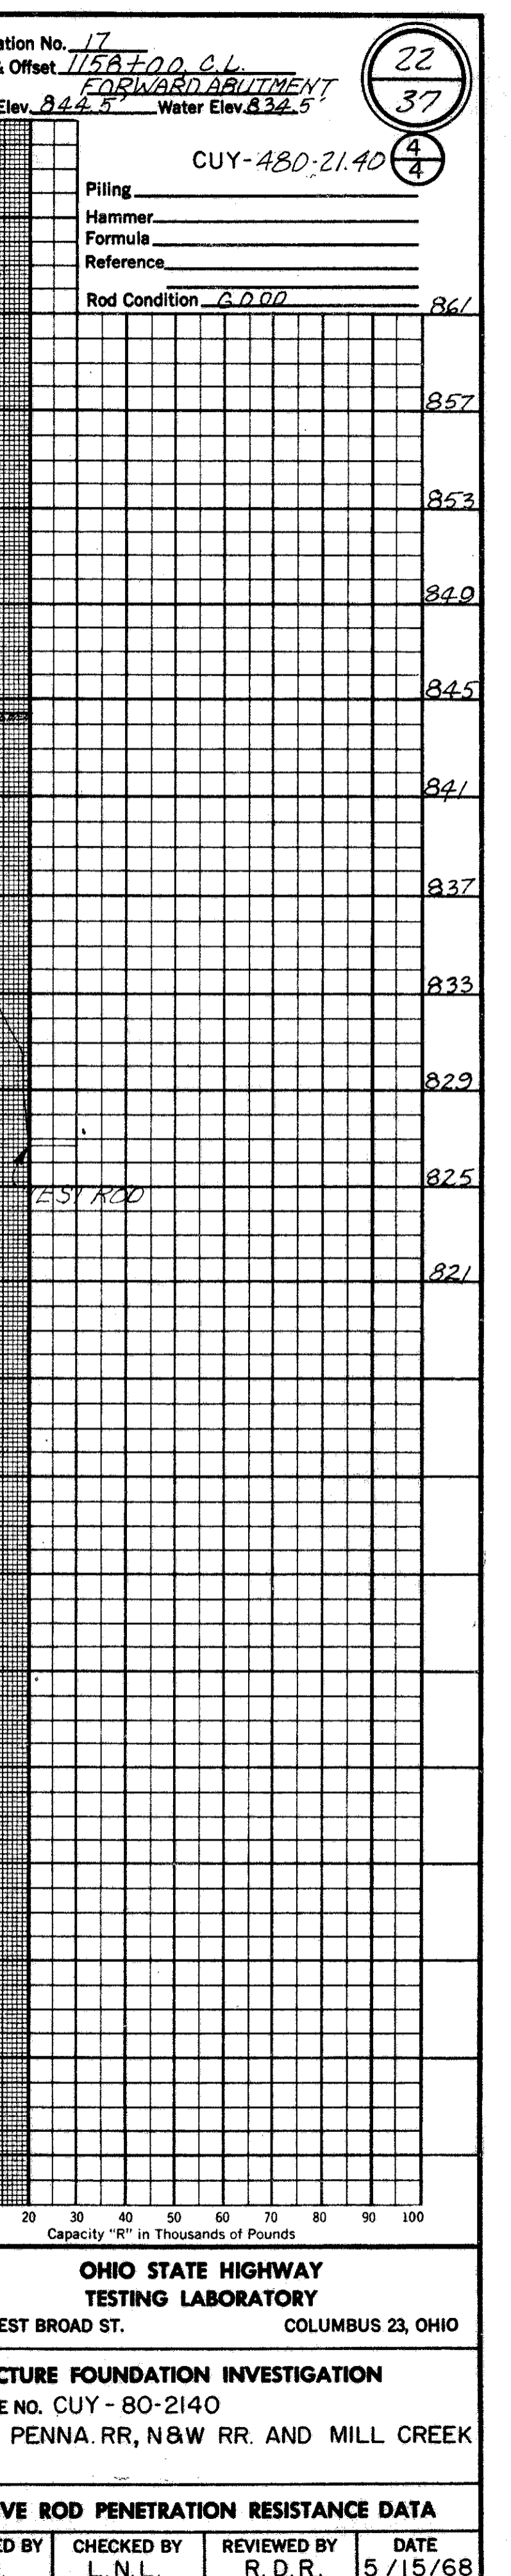 ation No. 17
& Offset 1158+00, C.L.
FORWARD ABUTMENT
Elev. 844.5' Water Elev. 834.5'
22
37
CUY-480-21.40
4
4
Piling
Hammer
Formula
Reference
Rod Condition GOOD
861
857
853
849
845
841
837
833
829
825
TEST ROD
821
20 30 40 50 60 70 80 90 100
Capacity "R" in Thousands of Pounds
OHIO STATE HIGHWAY
TESTING LABORATORY
EST BROAD ST. COLUMBUS 23, OHIO
CTURE FOUNDATION INVESTIGATION
E NO. CUY - 80-2140
PENNA. RR, N&W RR. AND MILL CREEK
VE ROD PENETRATION RESISTANCE DATA
ED BY CHECKED BY REVIEWED BY DATE
L.N.L. R.D.R. 5/15/68